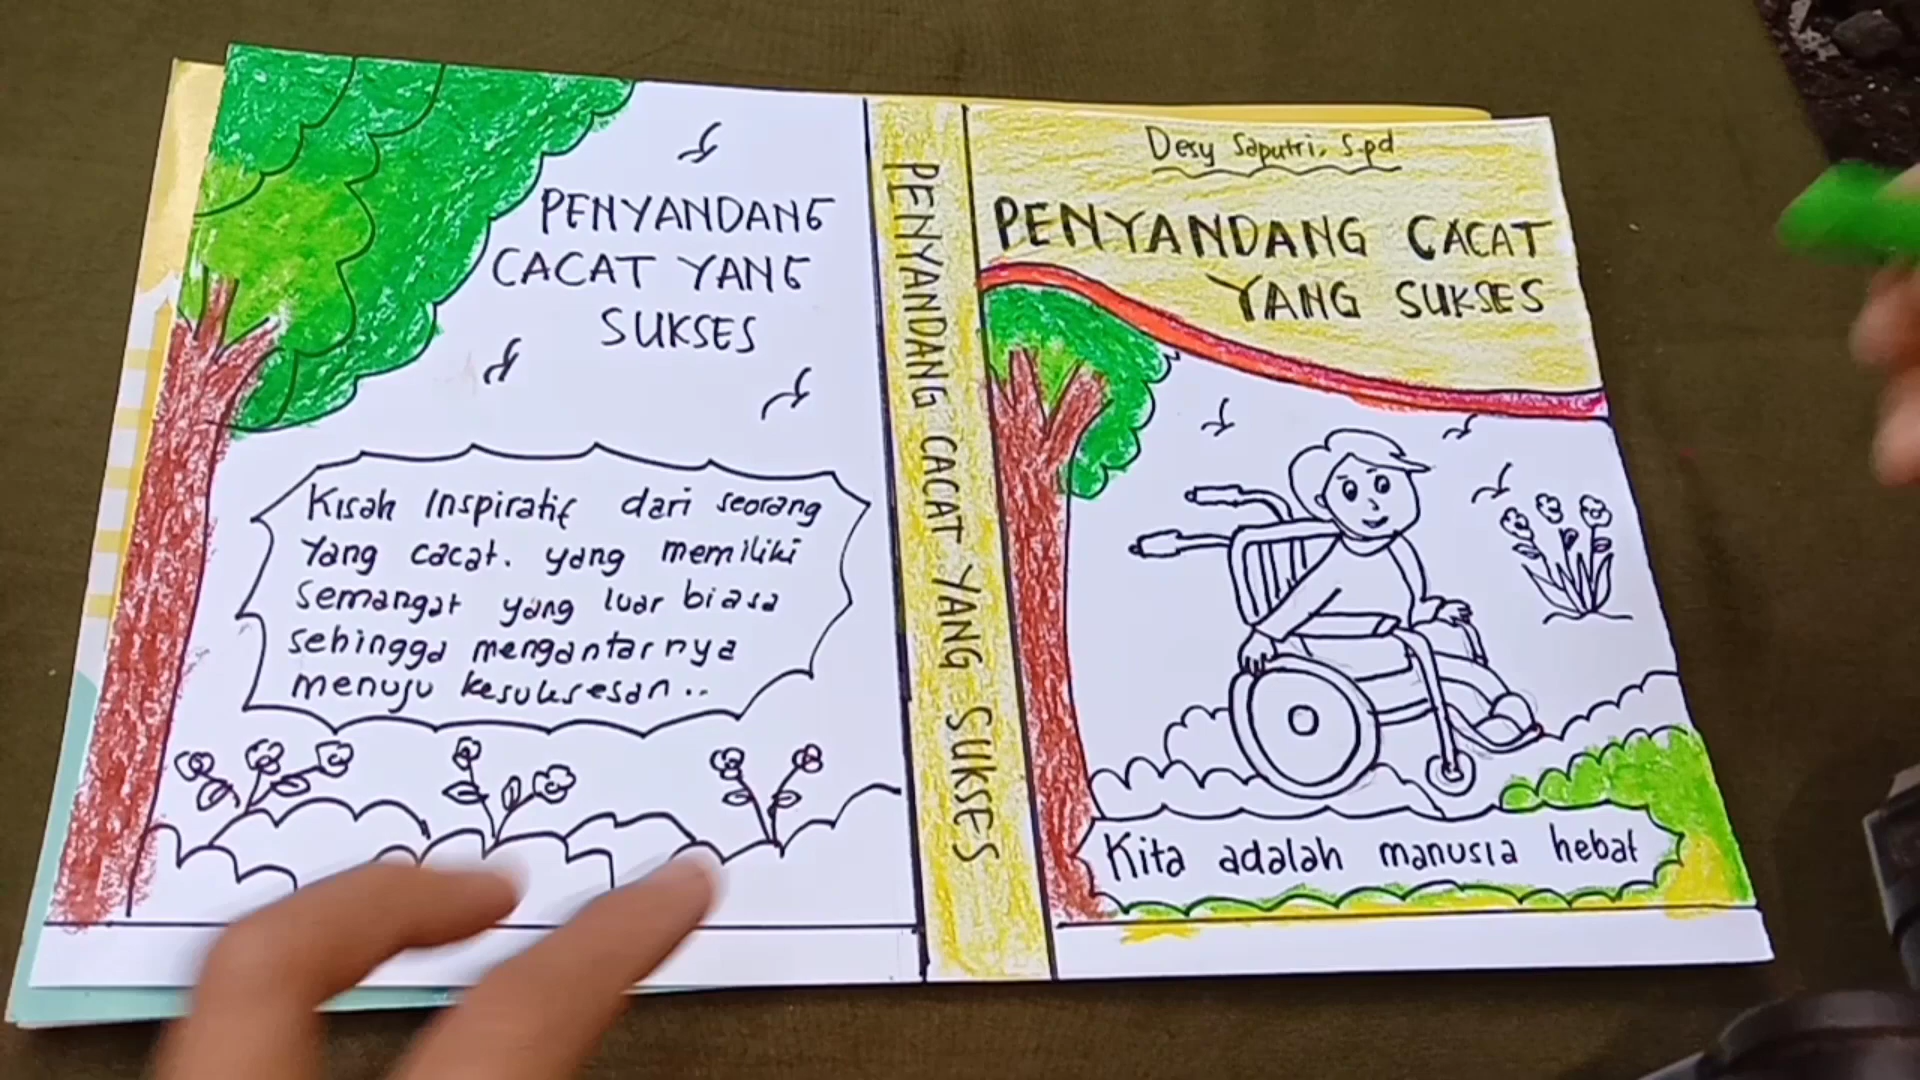 PENYANDANG
CACAT YANG
SUKSES
Kisah Inspiratif dari seorang
Yang cacat. yang memiliki
Semangat yang luar biasa
sehingga mengantarnya
menuju kesuksesan..
PENYANDANG CACAT YANG SUKSES
Desy Saputri, S.pd
PENYANDANG CACAT
YANG SUKSES
Kita adalah manusia hebat